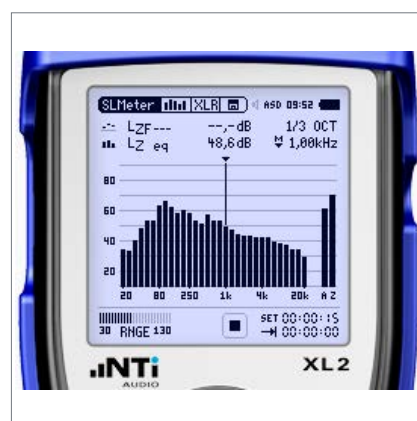 SLMeter XLR ASD 09:52
LZF--- --,-dB 1/3 OCT
LZ eq 48,6dB M 1,00kHz
80
60
40
20
20 80 250 1k 4k 20k A Z
30 RNGE 130
SET 00:00:15
00:00:00
NTi
AUDIO
XL2